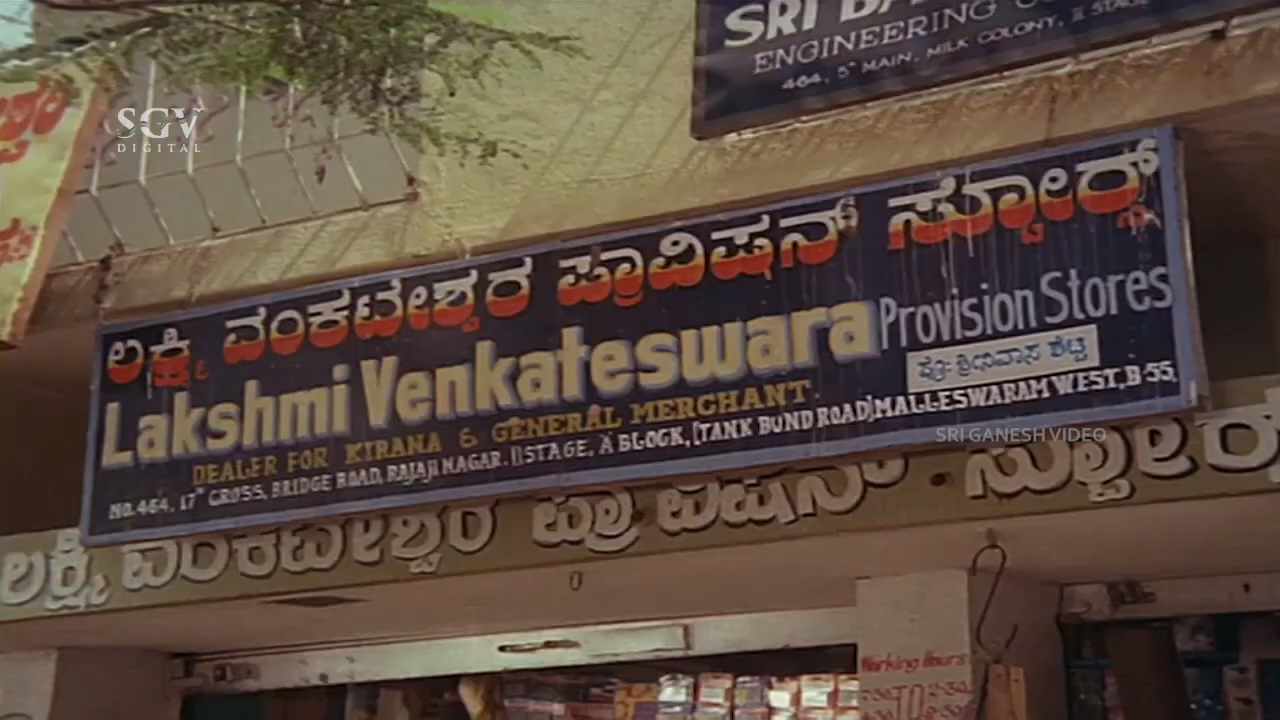 SGV
DIGITAL
SRI
ENGINEERING
464, 5TH MAIN, MILK COLONY, II STAGE
ಲಕ್ಷ್ಮಿ ವಂಕಟೇಶ್ವರ ಪ್ರಾವಿಷನ್ ಸ್ಟೋರ್ಸ್
Lakshmi Venkateswara Provision Stores
ಪ್ರೊ: ಶ್ರೀನಿವಾಸ ಶೆಟ್ಟಿ
DEALER FOR KIRANA & GENERAL MERCHANT.
NO.464. 17TH CROSS, BRIDGE ROAD, RAJAJI NAGAR. II STAGE, 'A' BLOCK, (TANK BUND ROAD) MALLESWARAM WEST, B-55.
SRI GANESH VIDEO
ಲಕ್ಷ್ಮಿ ವಂಕಟೇಶ್ವರ ಪ್ರಾವಿಷನ್ ಸ್ಟೋರ್ಸ್
Working Hours